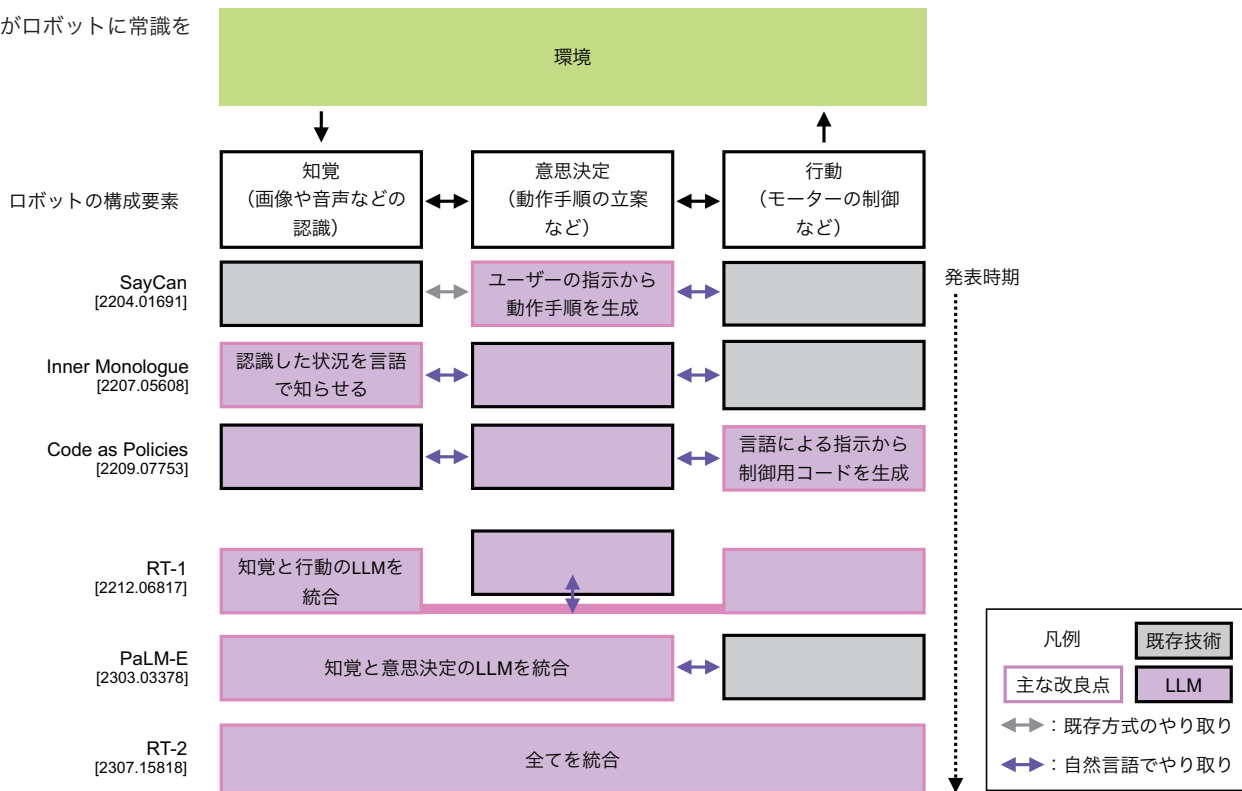 がロボットに常識を
環境
ロボットの構成要素
知覚
（画像や音声などの
認識）
意思決定
（動作手順の立案
など）
行動
（モーターの制御
など）
発表時期
SayCan
[2204.01691]
ユーザーの指示から
動作手順を生成
Inner Monologue
[2207.05608]
認識した状況を言語
で知らせる
Code as Policies
[2209.07753]
言語による指示から
制御用コードを生成
RT-1
[2212.06817]
知覚と行動のLLMを
統合
PaLM-E
[2303.03378]
知覚と意思決定のLLMを統合
RT-2
[2307.15818]
全てを統合
凡例
既存技術
主な改良点
LLM
：既存方式のやり取り
：自然言語でやり取り